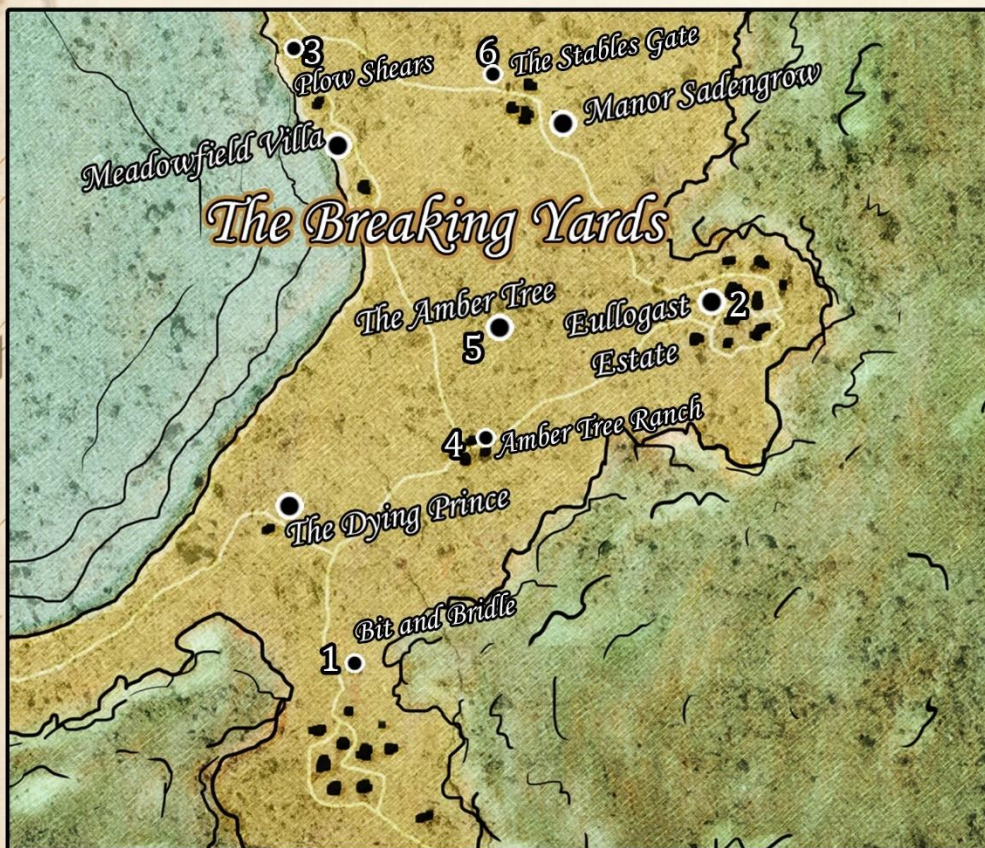 3
Plow Shears
6
The Stables Gate
Manor Sadengrow
Meadowfield Villa
The Breaking Yards
The Amber Tree
5
Eullogast
Estate
2
4
Amber Tree Ranch
The Dying Prince
Bit and Bridle
1